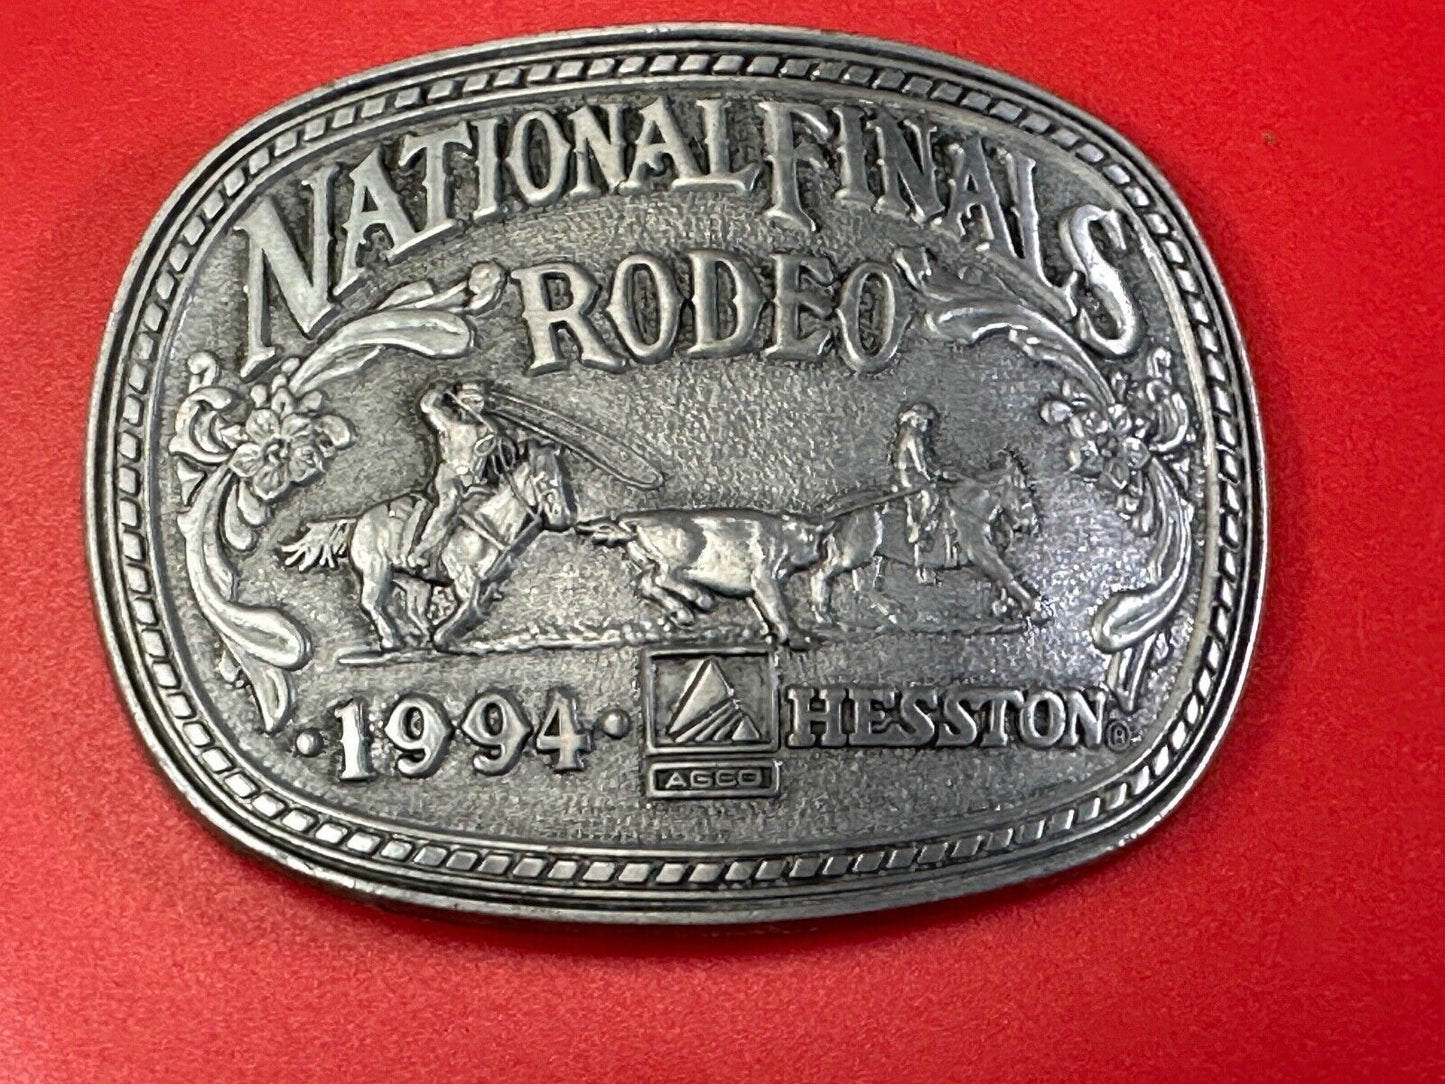 NATIONAL FINALS
RODEO
·1994·
HESSTON®
AGCO